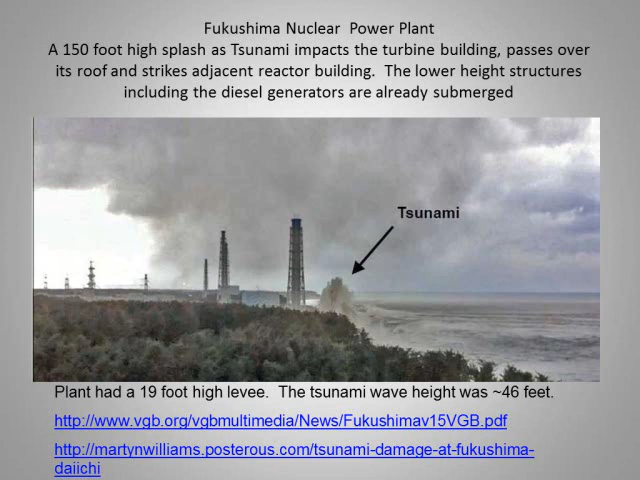 Fukushima Nuclear  Power Plant
A 150 foot high splash as Tsunami impacts the turbine building, passes over
its roof and strikes adjacent reactor building.  The lower height structures
including the diesel generators are already submerged
Tsunami
Plant had a 19 foot high levee.  The tsunami wave height was ~46 feet.
http://www.vgb.org/vgbmultimedia/News/Fukushimav15VGB.pdf
http://martynwilliams.posterous.com/tsunami-damage-at-fukushima-
daiichi